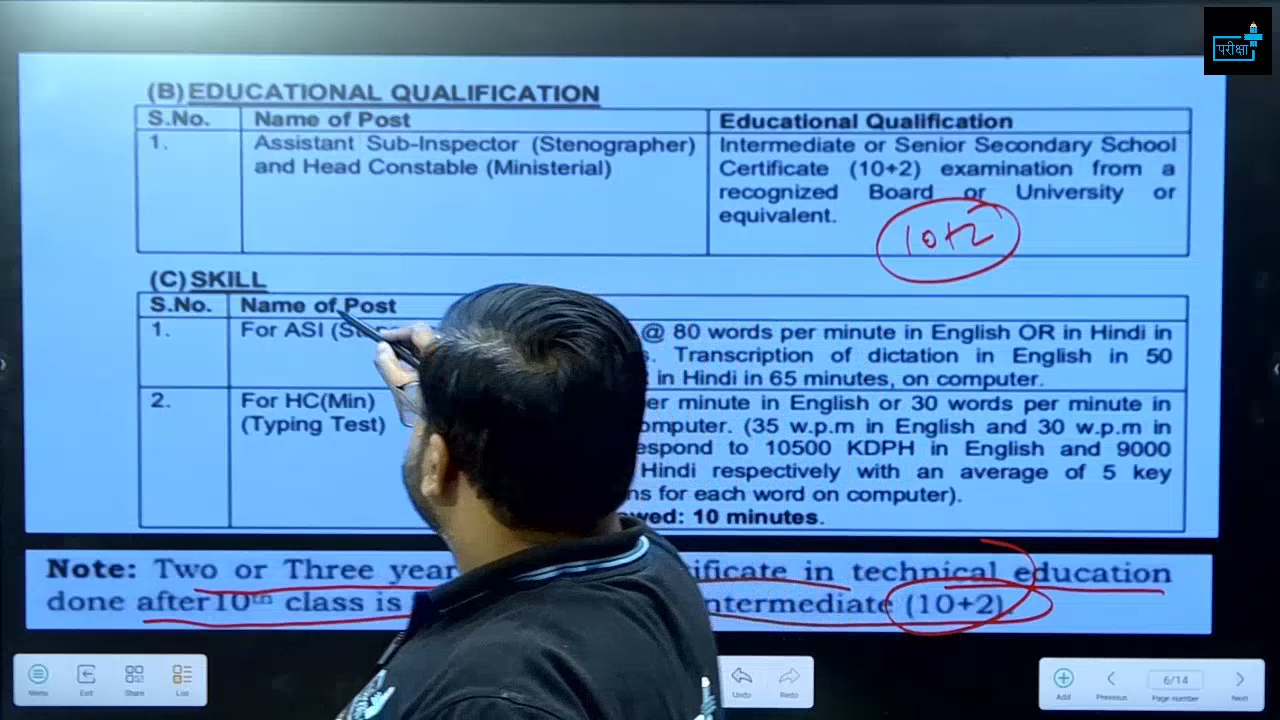 परीक्षा
(B) EDUCATIONAL QUALIFICATION
S.No. Name of Post Educational Qualification
1. Assistant Sub-Inspector (Stenographer) Intermediate or Senior Secondary School
and Head Constable (Ministerial) Certificate (10+2) examination from a
recognized Board or University or
equivalent.
10+2
(C) SKILL
S.No. Name of Post
1. For ASI @ 80 words per minute in English OR in Hindi in
Transcription of dictation in English in 50
in Hindi in 65 minutes, on computer.
2. For HC(Min) per minute in English or 30 words per minute in
(Typing Test) (35 w.p.m in English and 30 w.p.m in
to 10500 KDPH in English and 9000
Hindi respectively with an average of 5 key
for each word on computer).
10 minutes.
Note: Two or Three year in technical education
done after 10th class is (10+2).
Menu Exit Share List Undo Redo Add Previous 6/14 Next
Page number